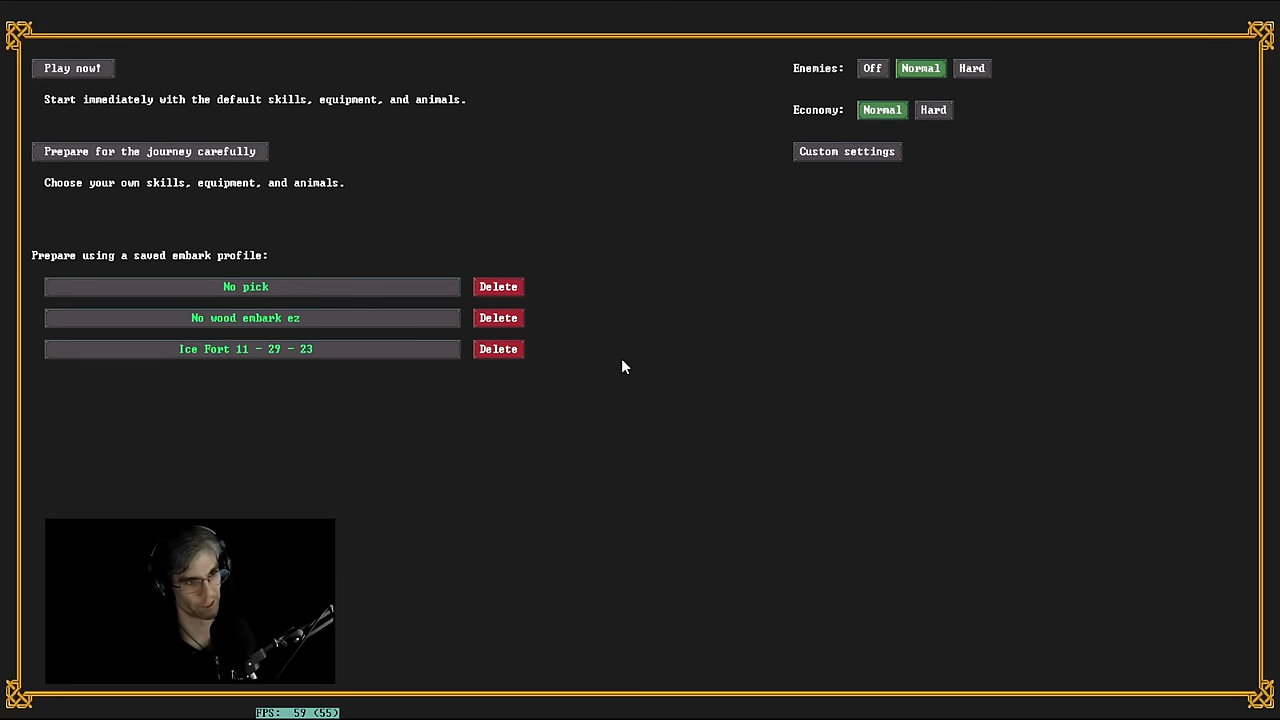 Play now!
Start immediately with the default skills, equipment, and animals.
Prepare for the journey carefully
Choose your own skills, equipment, and animals.
Prepare using a saved embark profile:
No pick Delete
No wood embark ez Delete
Ice Fort 11 - 29 - 23 Delete
Enemies: Off Normal Hard
Economy: Normal Hard
Custom settings
FPS: 59 (55)